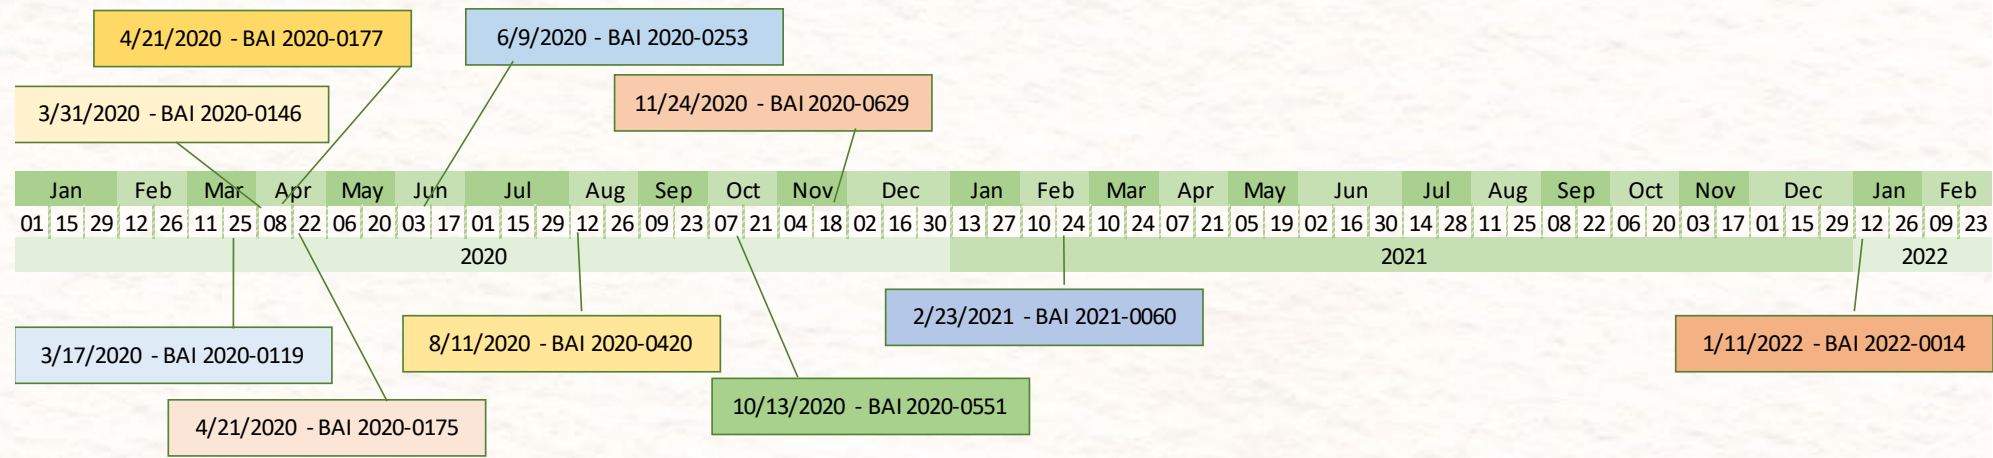 4/21/2020 - BAI 2020-0177
6/9/2020 - BAI 2020-0253
3/31/2020 - BAI 2020-0146
11/24/2020 - BAI 2020-0629
Jan Feb Mar Apr May Jun Jul Aug Sep Oct Nov Dec Jan Feb Mar Apr May Jun Jul Aug Sep Oct Nov Dec Jan Feb
01 15 29 12 26 11 25 08 22 06 20 03 17 01 15 29 12 26 09 23 07 21 04 18 02 16 30 13 27 10 24 10 24 07 21 05 19 02 16 30 14 28 11 25 08 22 06 20 03 17 01 15 29 12 26 09 23
2020 2021 2022
2/23/2021 - BAI 2021-0060
3/17/2020 - BAI 2020-0119
8/11/2020 - BAI 2020-0420
1/11/2022 - BAI 2022-0014
10/13/2020 - BAI 2020-0551
4/21/2020 - BAI 2020-0175